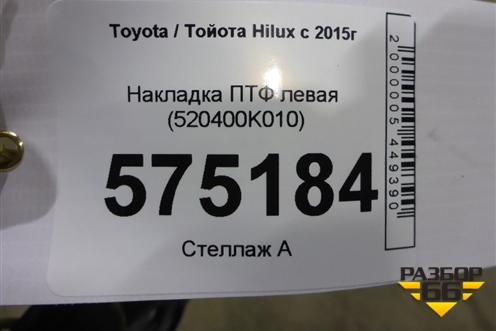 Toyota / Тойота Hilux с 2015г
Накладка ПТФ левая
(520400K010)
575184
Стеллаж А
2000005449390
РАЗБОР
66